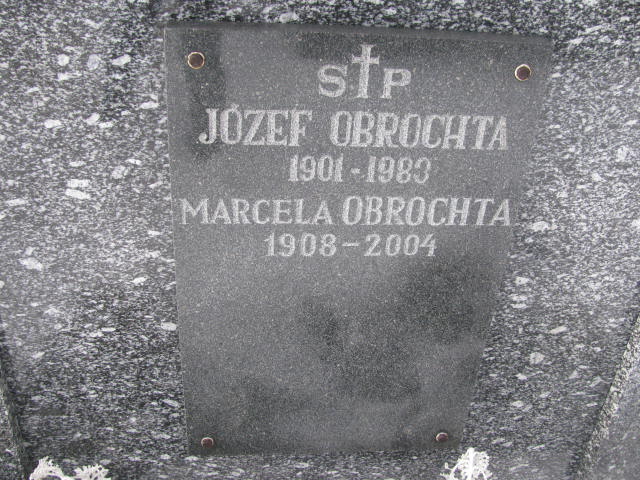 S†P
JÓZEF OBROCHTA
1901-1983
MARCELA OBROCHTA
1908-2004